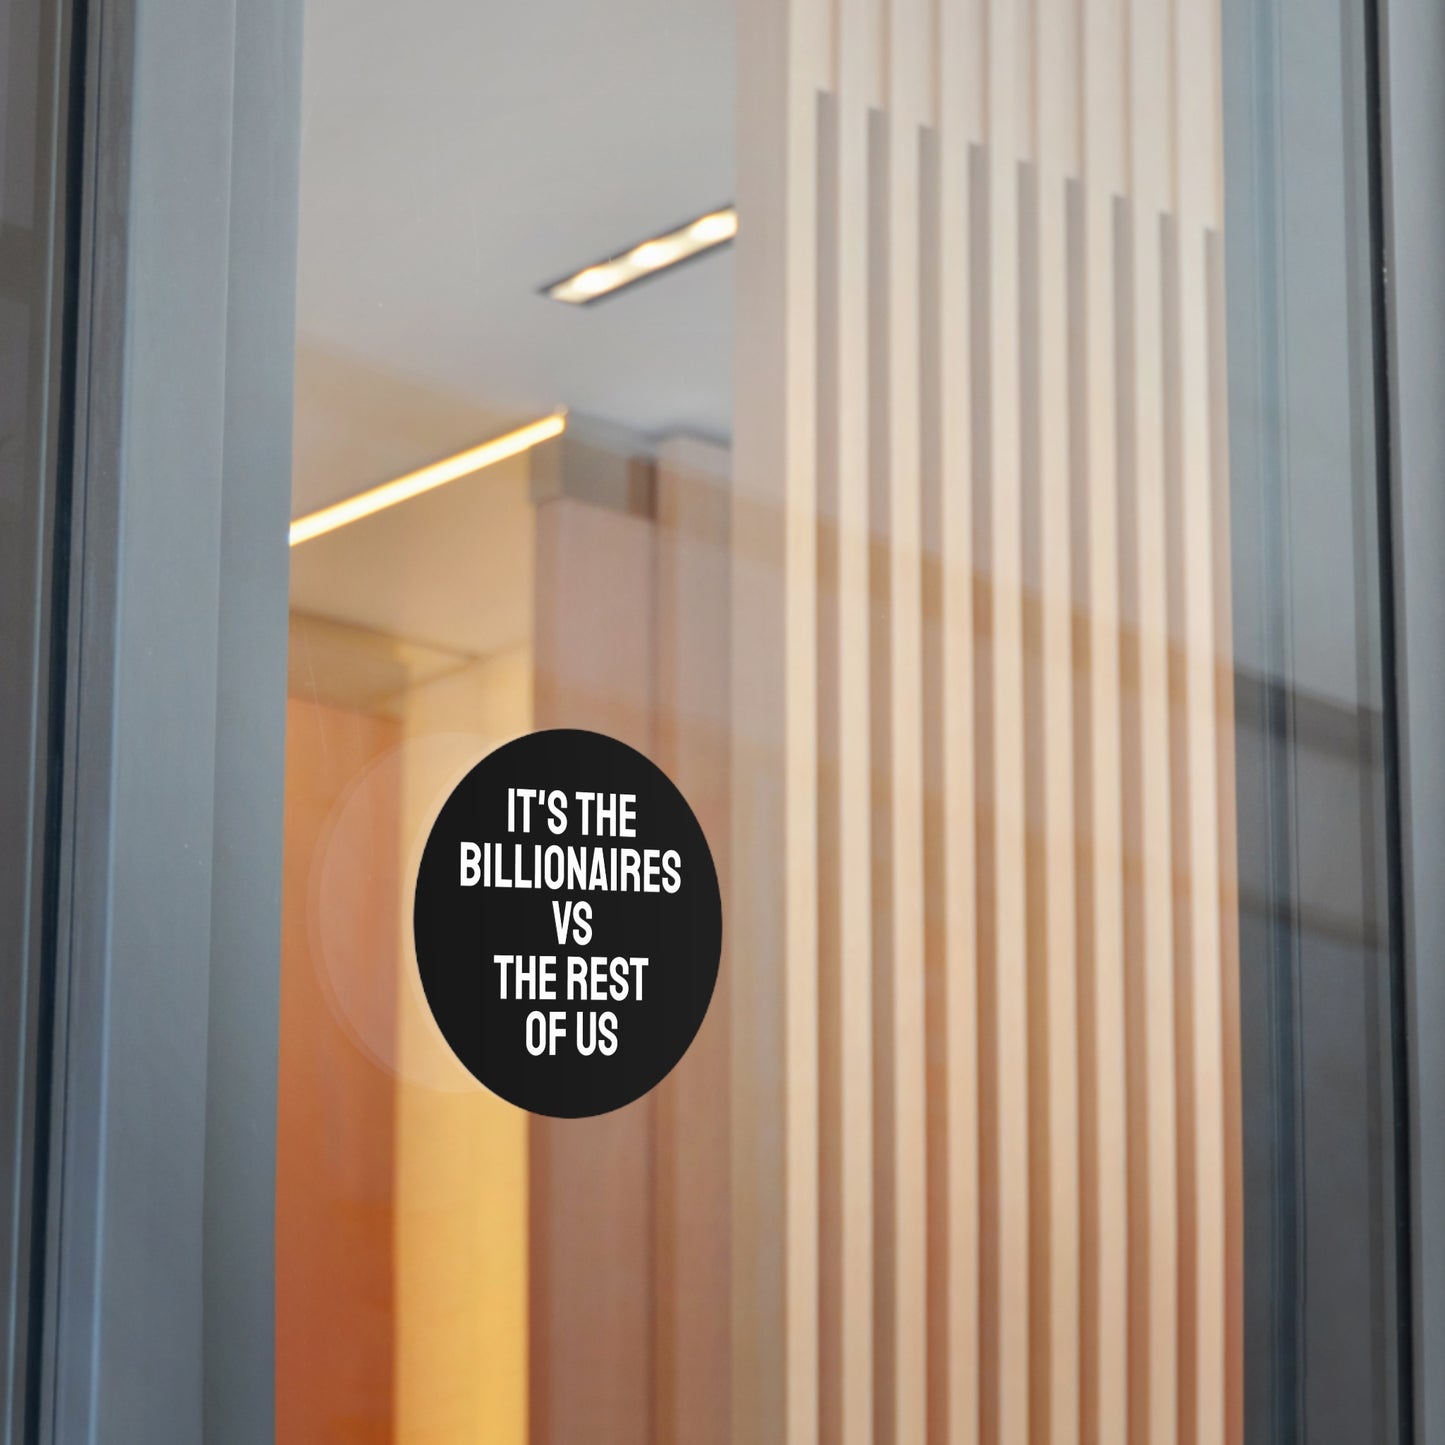 IT'S THE
BILLIONAIRES
VS
THE REST
OF US